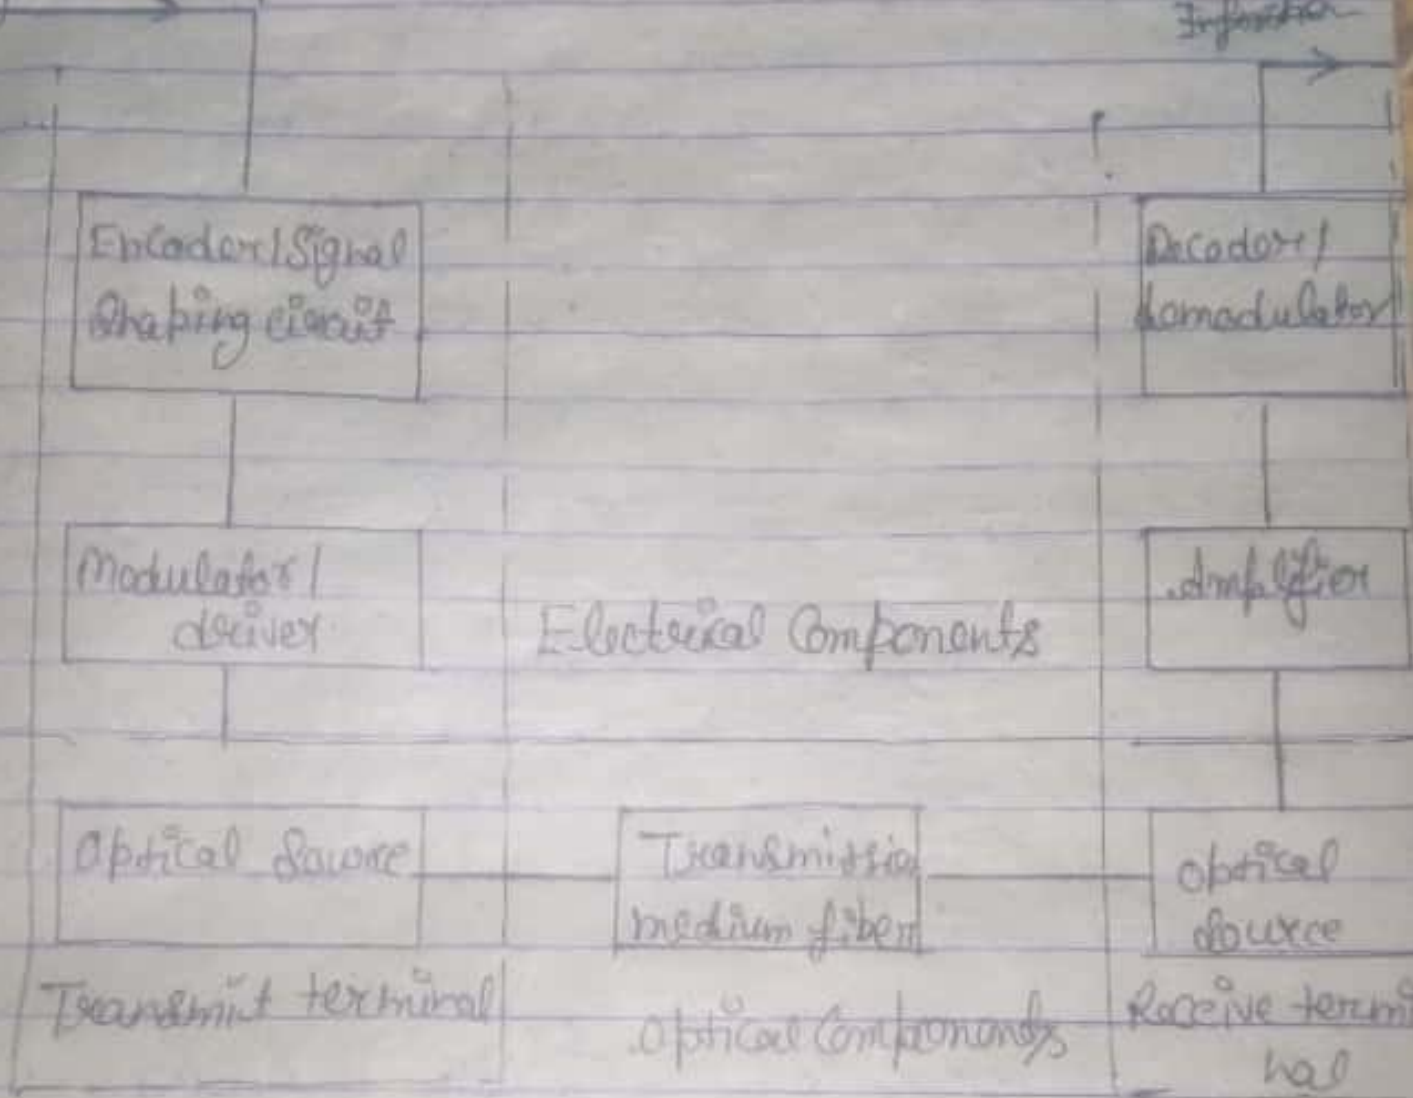 Information
Encoder/Signal
Shaping circuit
Decoder/
demodulator
Modulator/
driver
Electrical Components
Amplifier
Optical Source
Transmission
medium fiber
optical
source
Transmit terminal
optical Components
Receive termi
nal